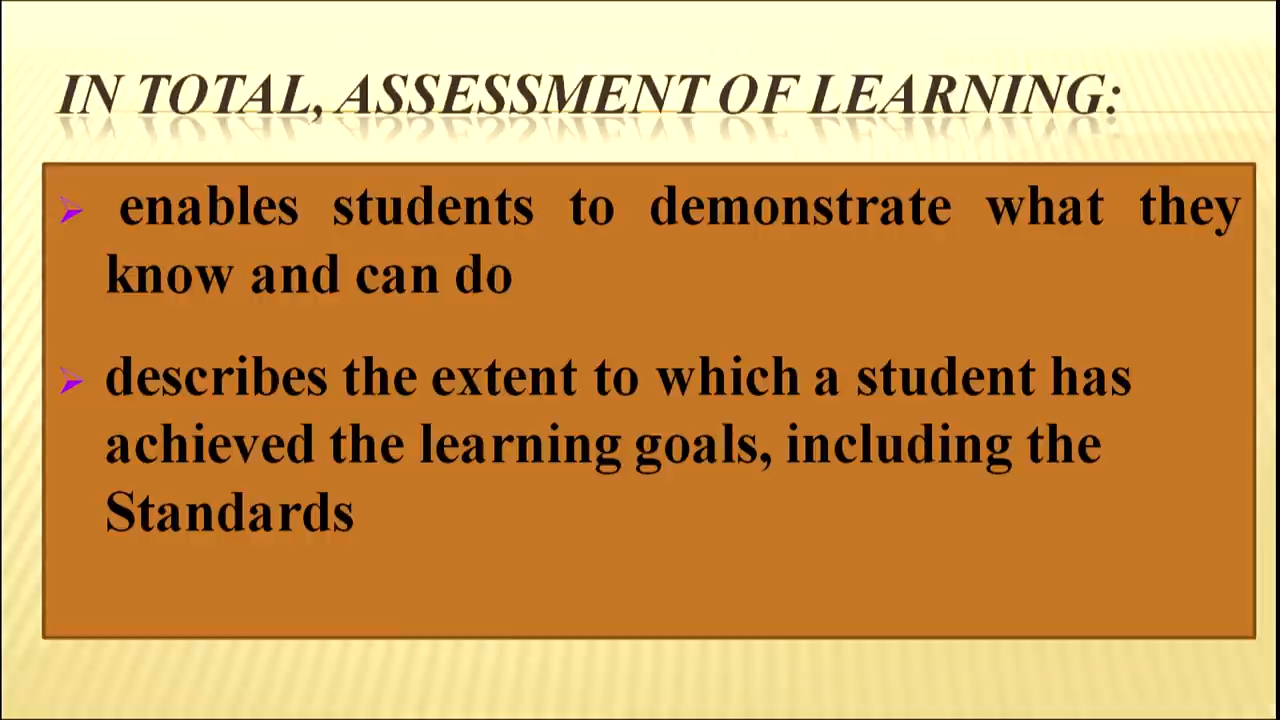 IN TOTAL, ASSESSMENT OF LEARNING:
enables students to demonstrate what they
know and can do
describes the extent to which a student has
achieved the learning goals, including the
Standards